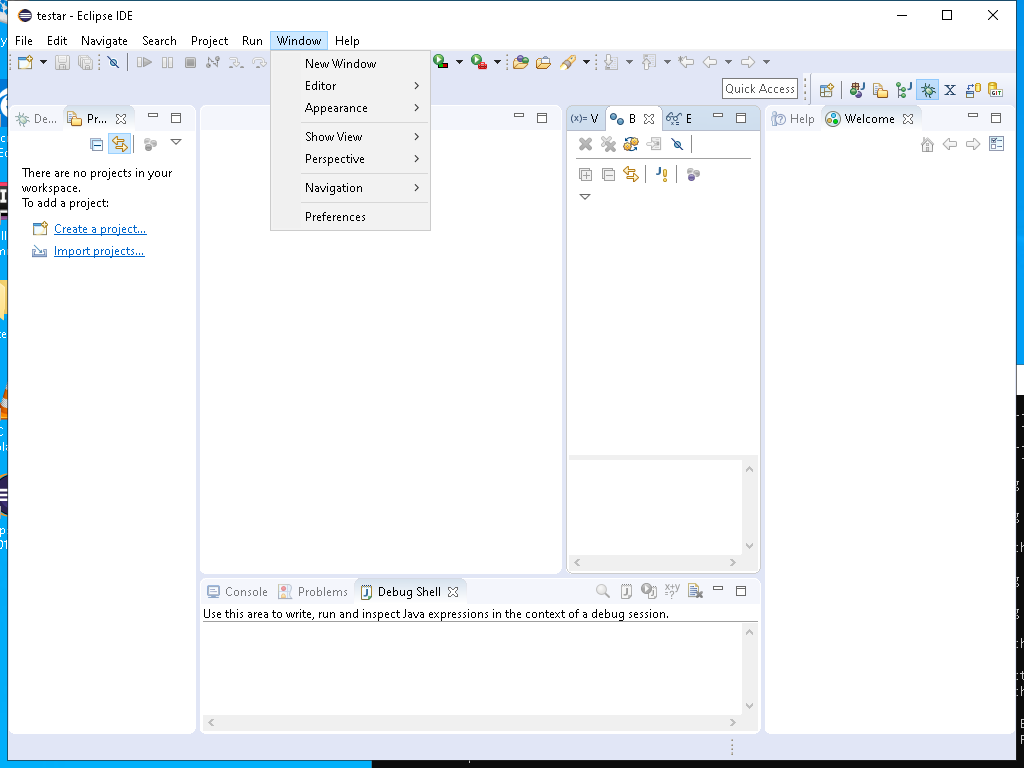 testar - Eclipse IDE
File Edit Navigate Search Project Run Window Help
New Window
Editor
Appearance
Show View
Perspective
Navigation
Preferences
Quick Access
De...
Pr...
(x)= V
B
E
Help
Welcome
There are no projects in your
workspace.
To add a project:
Create a project...
Import projects...
Console
Problems
Debug Shell
Use this area to write, run and inspect Java expressions in the context of a debug session.